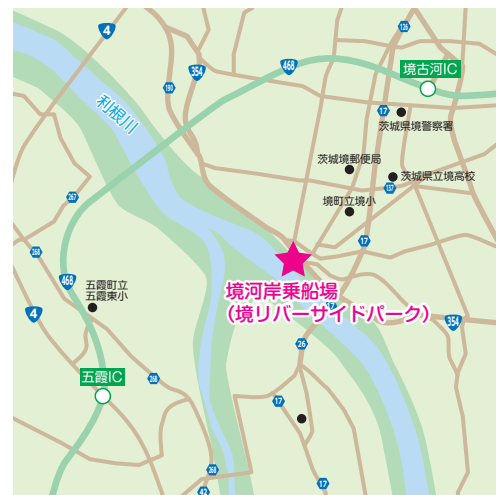 4
126
468
354
境古河IC
190
17
利根川
茨城県境警察署
茨城境郵便局
茨城県立境高校
137
境町立境小
267
17
268
468
境河岸乗船場
（境リバーサイドパーク）
五霞町立
五霞東小
17
4
354
26
五霞IC
268
17
268
42
17